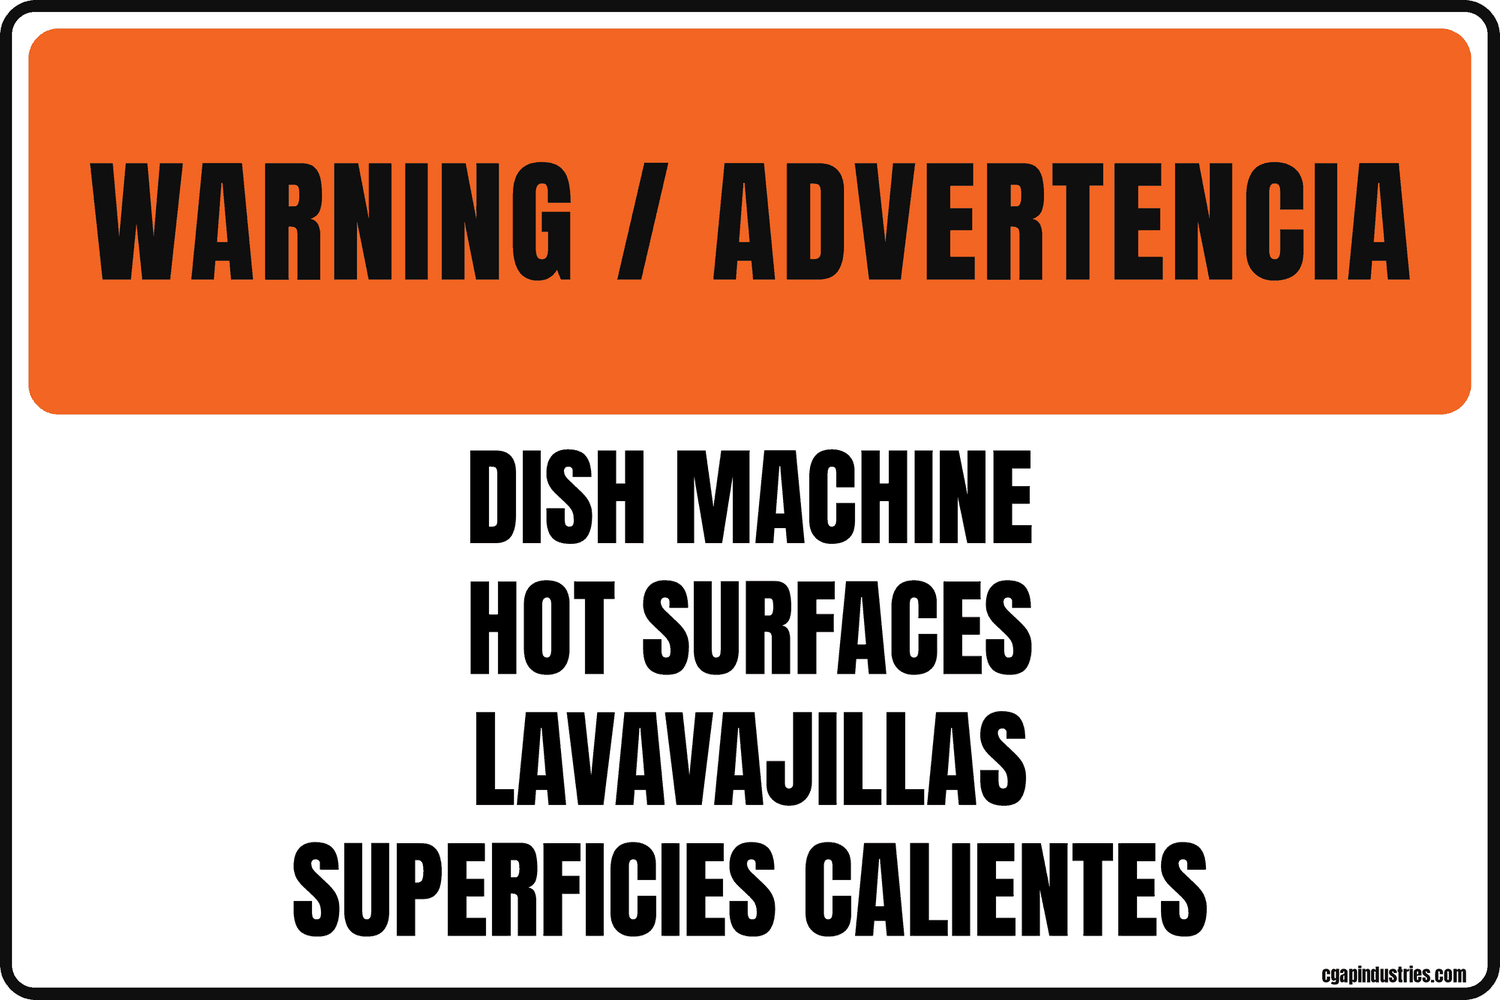 WARNING / ADVERTENCIA
DISH MACHINE
HOT SURFACES
LAVAVAJILLAS
SUPERFICIES CALIENTES
cgapindustries.com